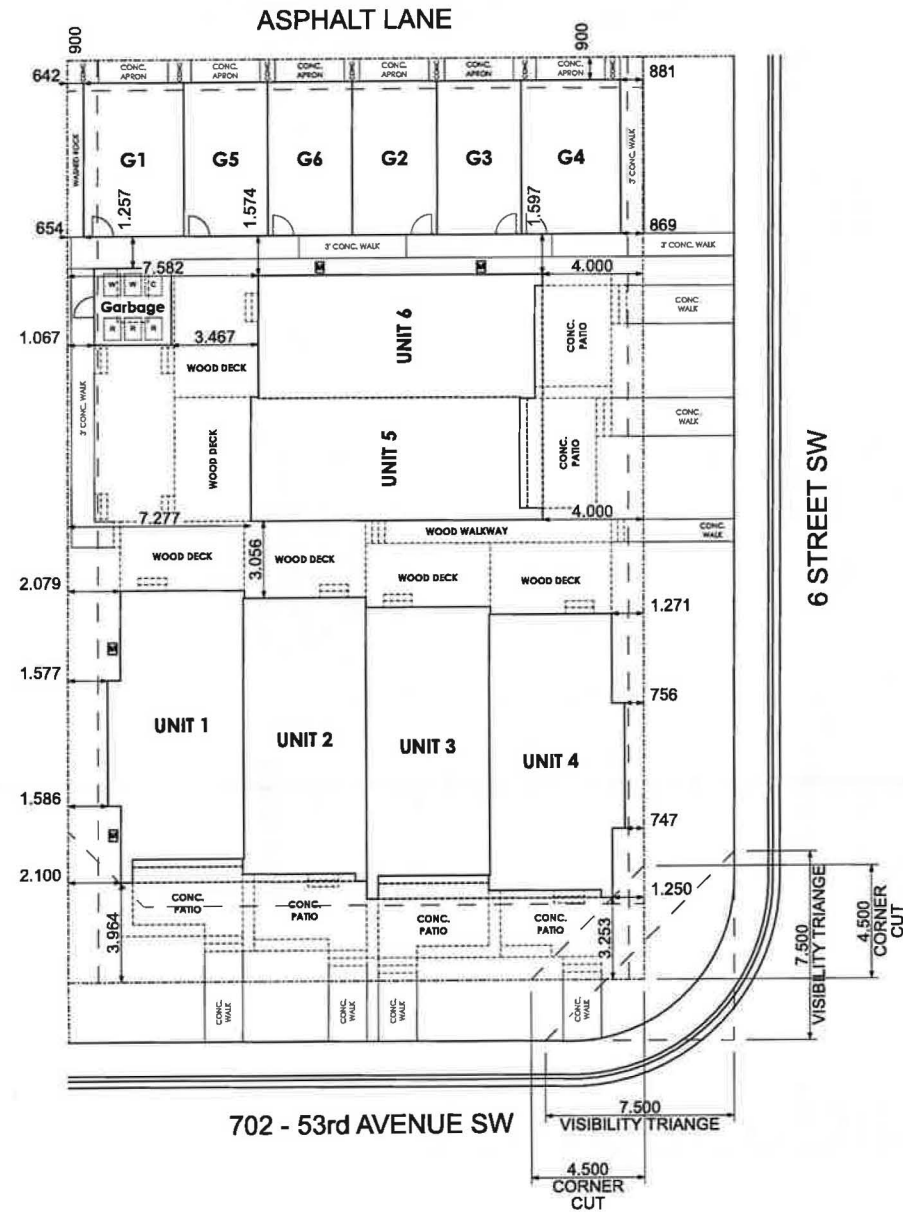 ASPHALT LANE
900
900
CONC.
CONC.
APRON
CONC.
CONC.
APRON
CONC.
CONC.
APRON
CONC.
CONC.
APRON
CONC.
CONC.
APRON
CONC.
CONC.
APRON
642
881
WASHED ROCK
G1
G5
G6
G2
G3
G4
3' CONC. WALK
1.257
1.574
1.597
654
869
3' CONC. WALK
3' CONC. WALK
7.582
M
M
4.000
W W C
Garbage
R R R
1.067
3.467
UNIT 6
CONC.
PATIO
CONC.
WALK
WOOD DECK
3' CONC. WALK
WOOD DECK
UNIT 5
CONC.
PATIO
CONC.
WALK
6 STREET SW
7.277
4.000
WOOD WALKWAY
CONC.
WALK
WOOD DECK
3.056
WOOD DECK
WOOD DECK
WOOD DECK
2.079
1.271
M
1.577
756
UNIT 1
UNIT 2
UNIT 3
UNIT 4
1.586
747
M
2.100
1.250
CONC.
PATIO
CONC.
PATIO
CONC.
PATIO
CONC.
PATIO
3.964
3.253
7.500
VISIBILITY TRIANGE
4.500
CORNER
CUT
CONC.
WALK
CONC.
WALK
CONC.
WALK
CONC.
WALK
702 - 53rd AVENUE SW
7.500
VISIBILITY TRIANGE
4.500
CORNER
CUT